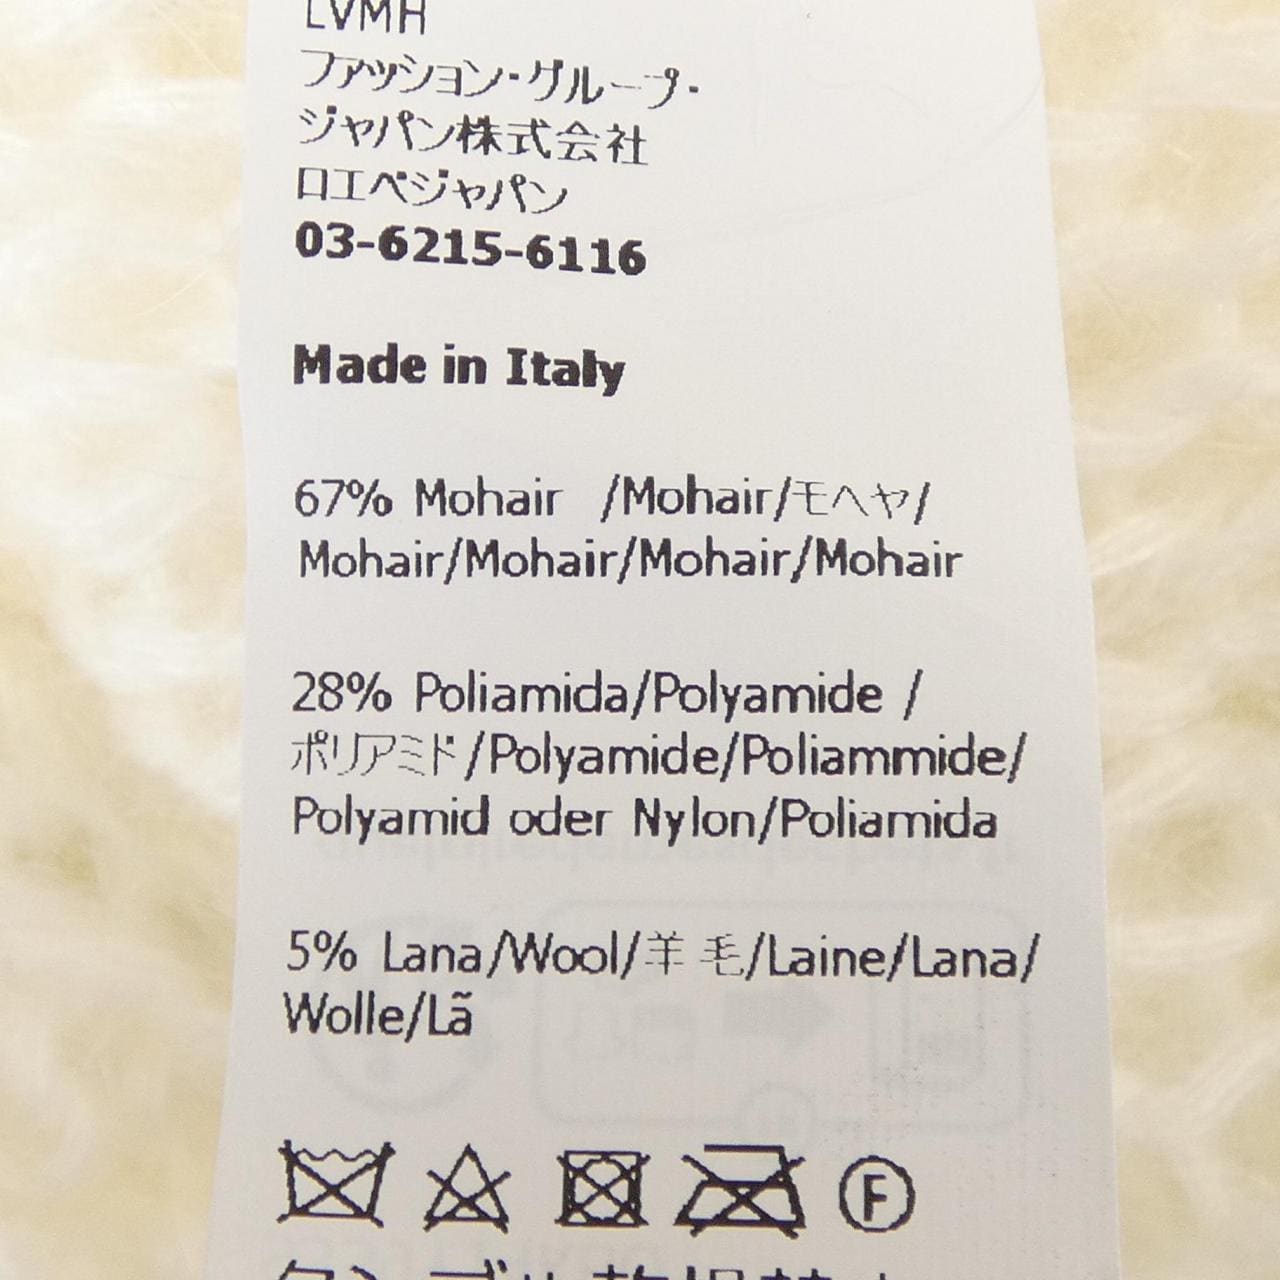 LVMH
ファッション・グループ・
ジャパン株式会社
ロエベジャパン
03-6215-6116
Made in Italy
67% Mohair /Mohair/モヘヤ/
Mohair/Mohair/Mohair/Mohair
28% Poliamida/Polyamide /
ポリアミド/Polyamide/Poliammide/
Polyamid oder Nylon/Poliamida
5% Lana/Wool/羊 毛/Laine/Lana/
Wolle/Lã
F